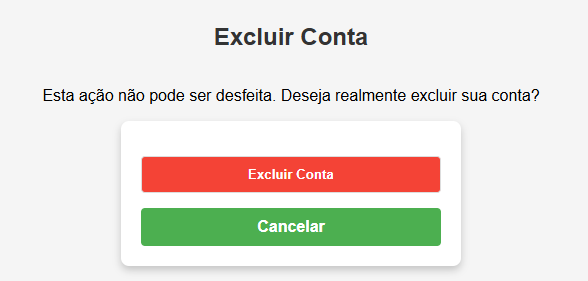 Excluir Conta
Esta ação não pode ser desfeita. Deseja realmente excluir sua conta?
Excluir Conta
Cancelar